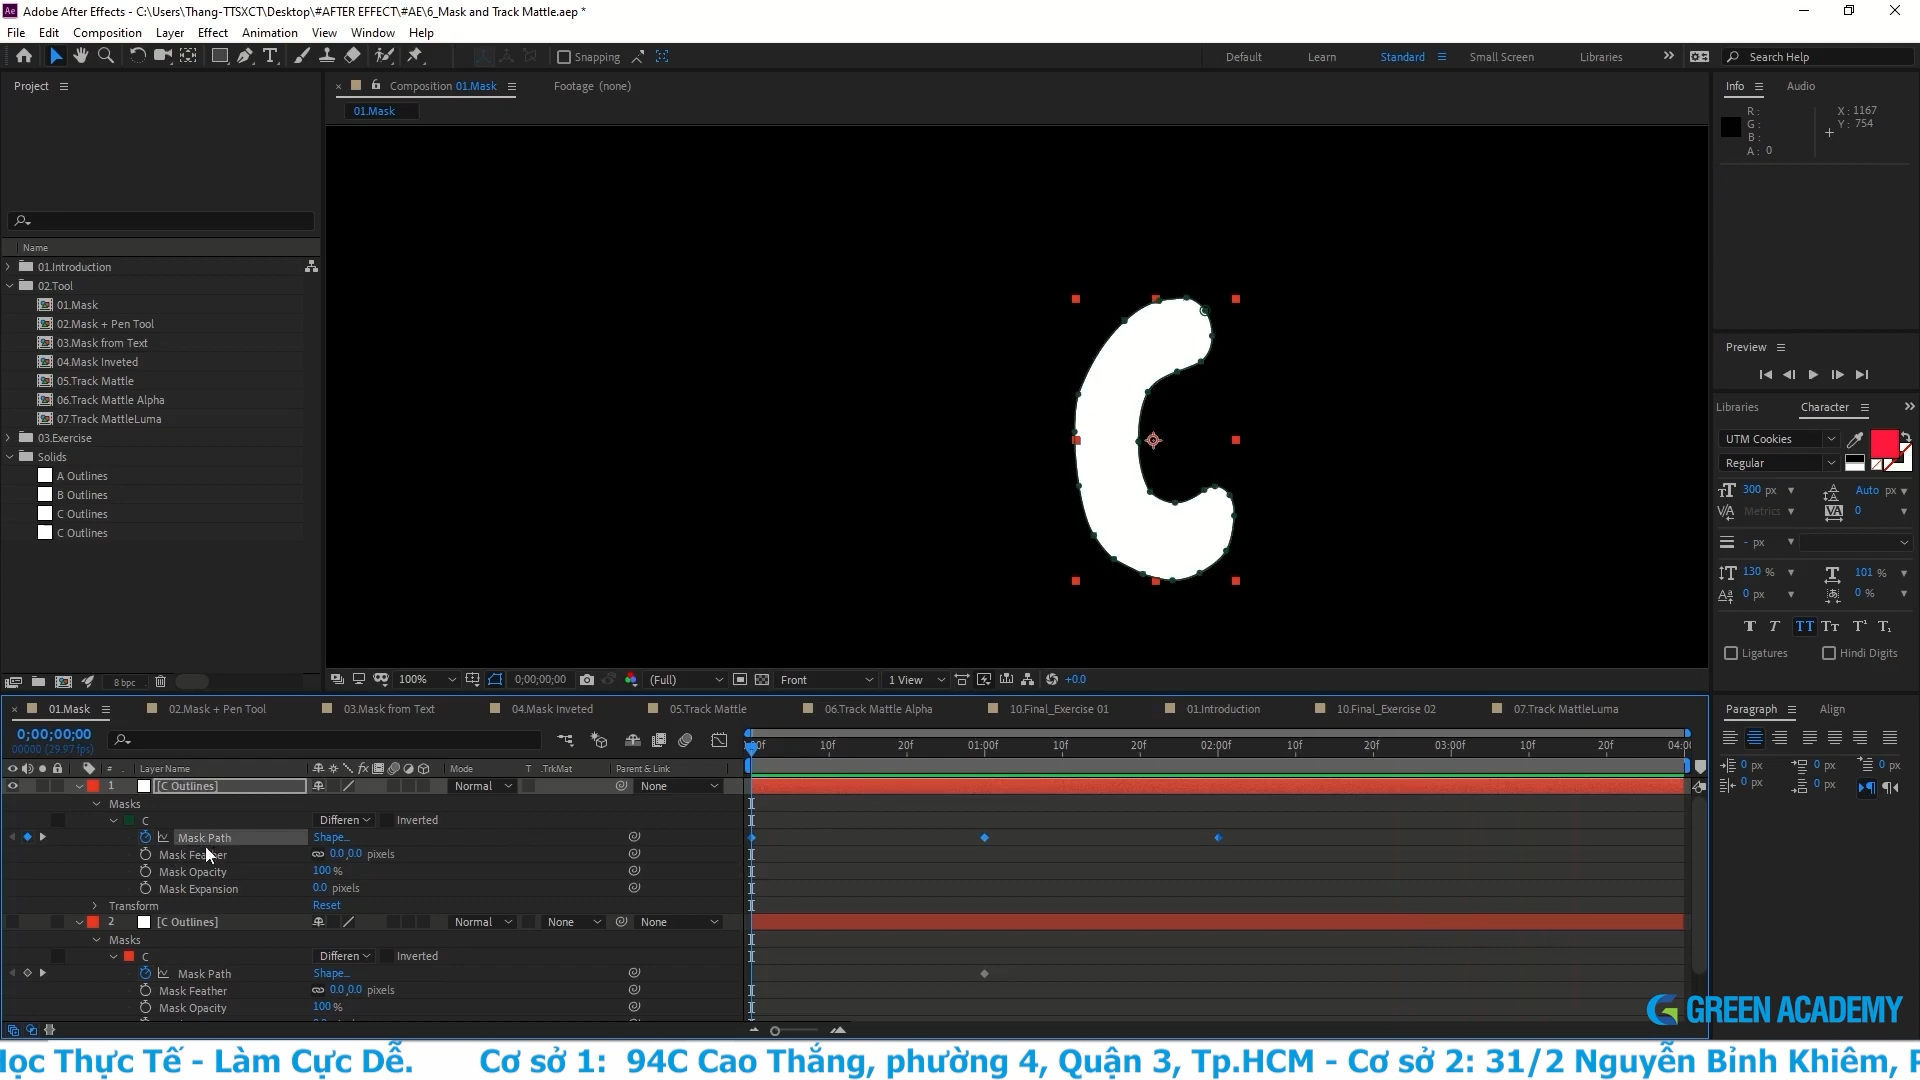 Adobe After Effects - C:\Users\Thang-TTSXCT\Desktop\#AFTER EFFECT\#AE\6_Mask and Track Mattle.aep *
File Edit Composition Layer Effect Animation View Window Help
Snapping Default Learn Standard Small Screen Libraries Search Help
Project
Composition 01.Mask Footage (none)
01.Mask
Info Audio
R :
G :
B :
A : 0
X : 1167
Y : 754
Name
01.Introduction
02.Tool
01.Mask
02.Mask + Pen Tool
03.Mask from Text
04.Mask Inveted
05.Track Mattle
06.Track Mattle Alpha
07.Track MattleLuma
03.Exercise
Solids
A Outlines
B Outlines
C Outlines
C Outlines
8 bpc
Preview
Libraries Character
UTM Cookies
Regular
300 px Auto px
Metrics 0
- px
130 % 101 %
0 px 0 %
Ligatures Hindi Digits
100% 0;00;00;00 (Full) Front 1 View +0.0
01.Mask 02.Mask + Pen Tool 03.Mask from Text 04.Mask Inveted 05.Track Mattle 06.Track Mattle Alpha 10.Final_Exercise 01 01.Introduction 10.Final_Exercise 02 07.Track MattleLuma
0;00;00;00
00000 (29.97 fps)
10f 20f 01:00f 10f 20f 02:00f 10f 20f 03:00f 10f 20f 04:0
# Layer Name fx Mode T .TrkMat Parent & Link
1 [C Outlines] Normal None
Masks
C Differen Inverted
Mask Path Shape...
Mask Feather 0.0,0.0 pixels
Mask Opacity 100 %
Mask Expansion 0.0 pixels
Transform Reset
2 [C Outlines] Normal None None
Masks
C Differen Inverted
Mask Path Shape...
Mask Feather 0.0,0.0 pixels
Mask Opacity 100 %
Paragraph Align
0 px 0 px 0 px
0 px 0 px
GREEN ACADEMY
Học Thực Tế - Làm Cực Dễ. Cơ sở 1: 94C Cao Thắng, phường 4, Quận 3, Tp.HCM - Cơ sở 2: 31/2 Nguyễn Bỉnh Khiêm,